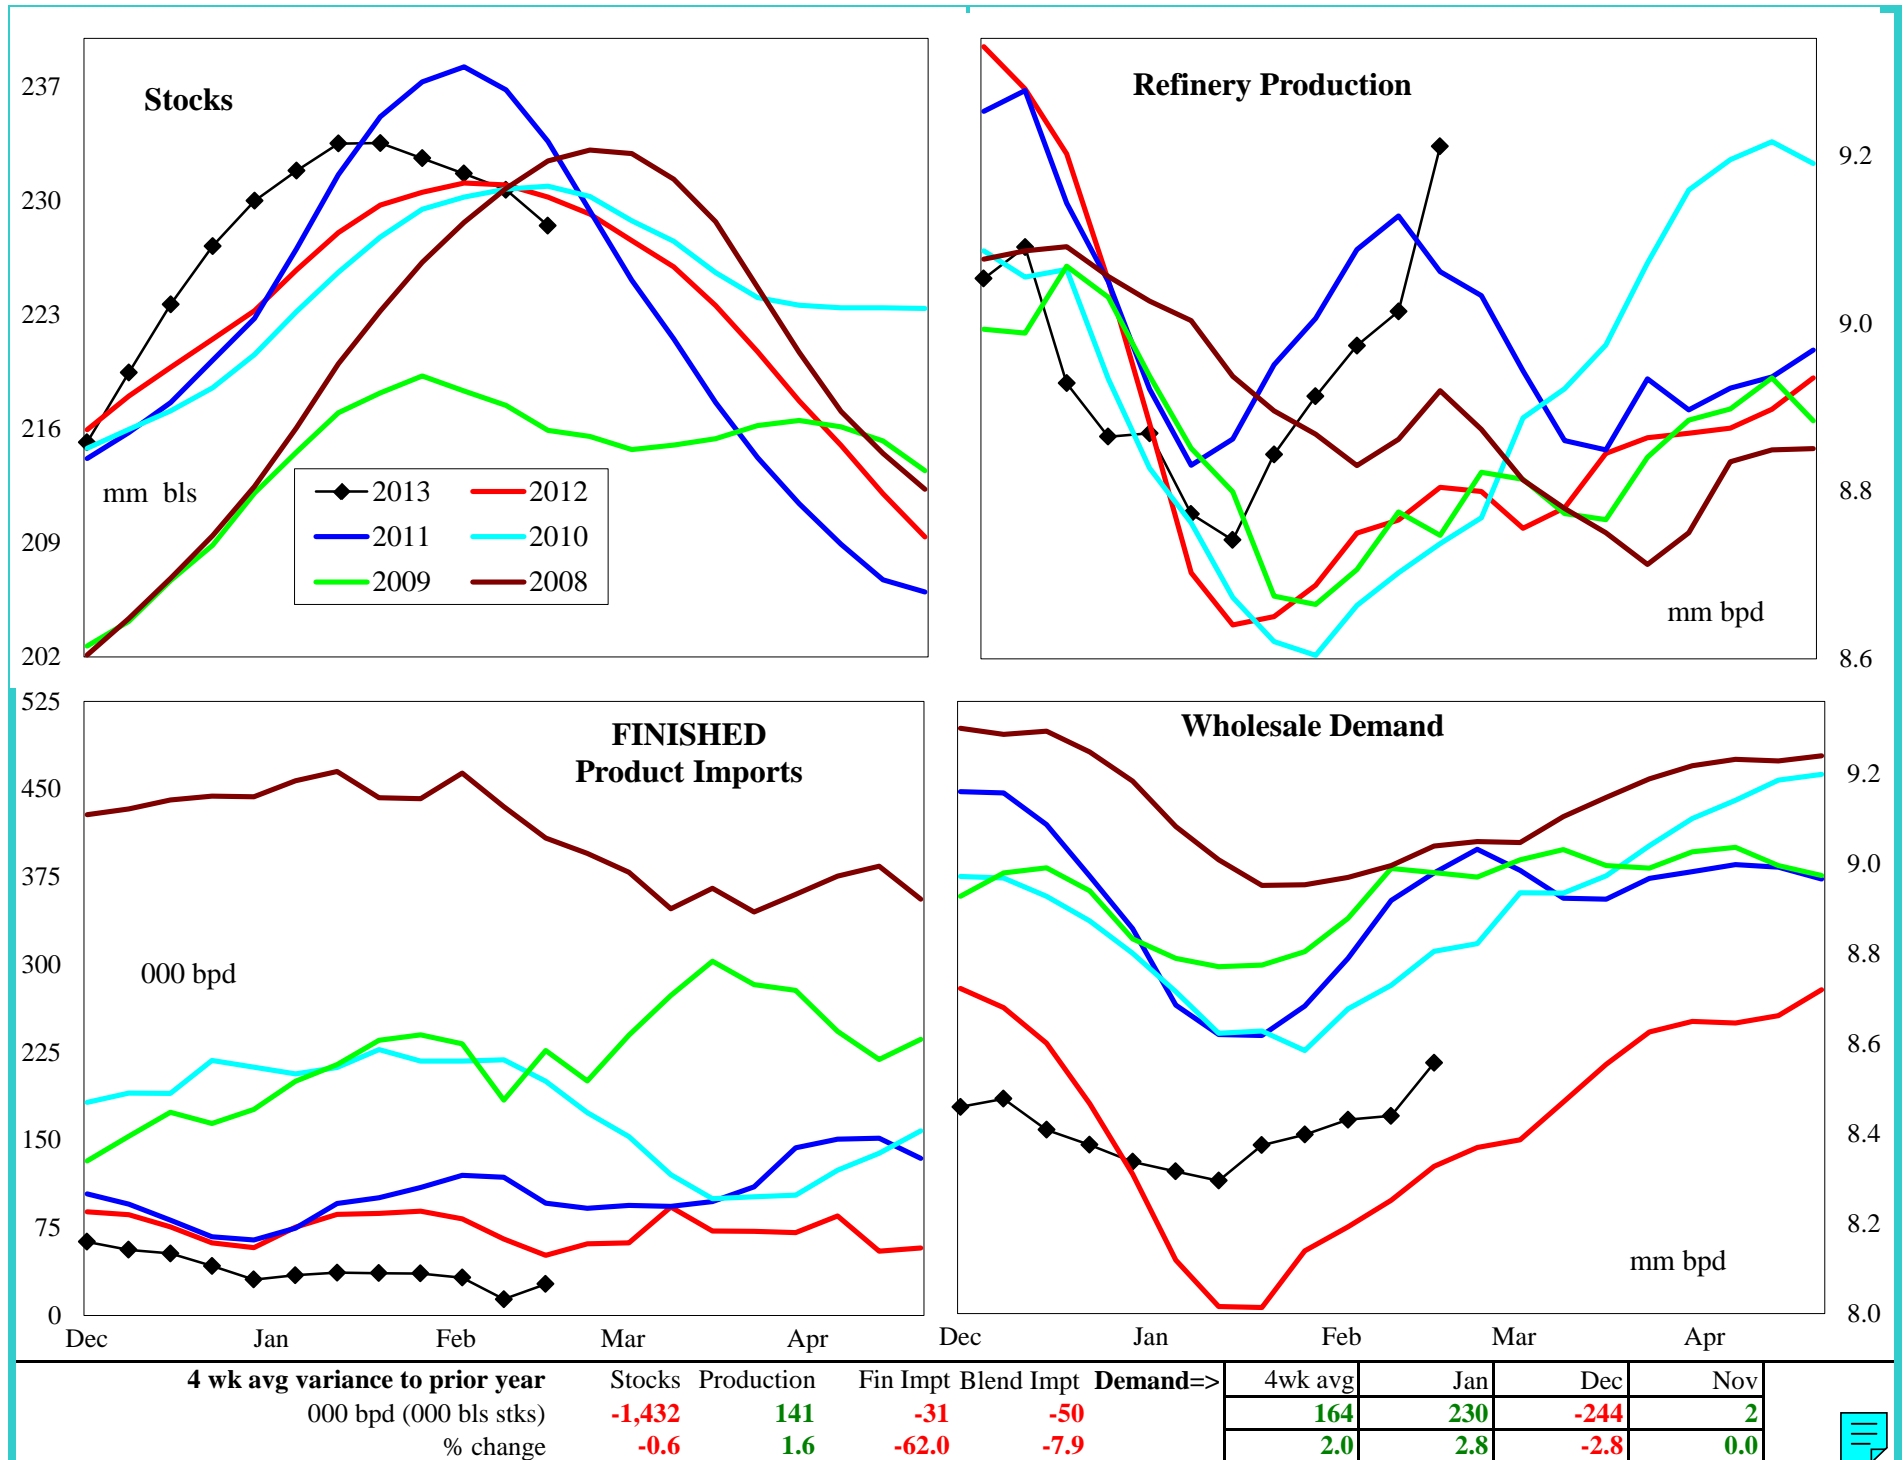 Stocks
237
230
223
216
209
202
mm bls
2013
2012
2011
2010
2009
2008
Refinery Production
9.2
9.0
8.8
8.6
mm bpd
FINISHED
Product Imports
525
450
375
300
225
150
75
0
000 bpd
Dec Jan Feb Mar Apr
Wholesale Demand
9.2
9.0
8.8
8.6
8.4
8.2
8.0
mm bpd
Dec Jan Feb Mar Apr
4 wk avg variance to prior year Stocks Production Fin Impt Blend Impt Demand=> 4wk avg Jan Dec Nov
000 bpd (000 bls stks) -1,432 141 -31 -50 164 230 -244 2
% change -0.6 1.6 -62.0 -7.9 2.0 2.8 -2.8 0.0